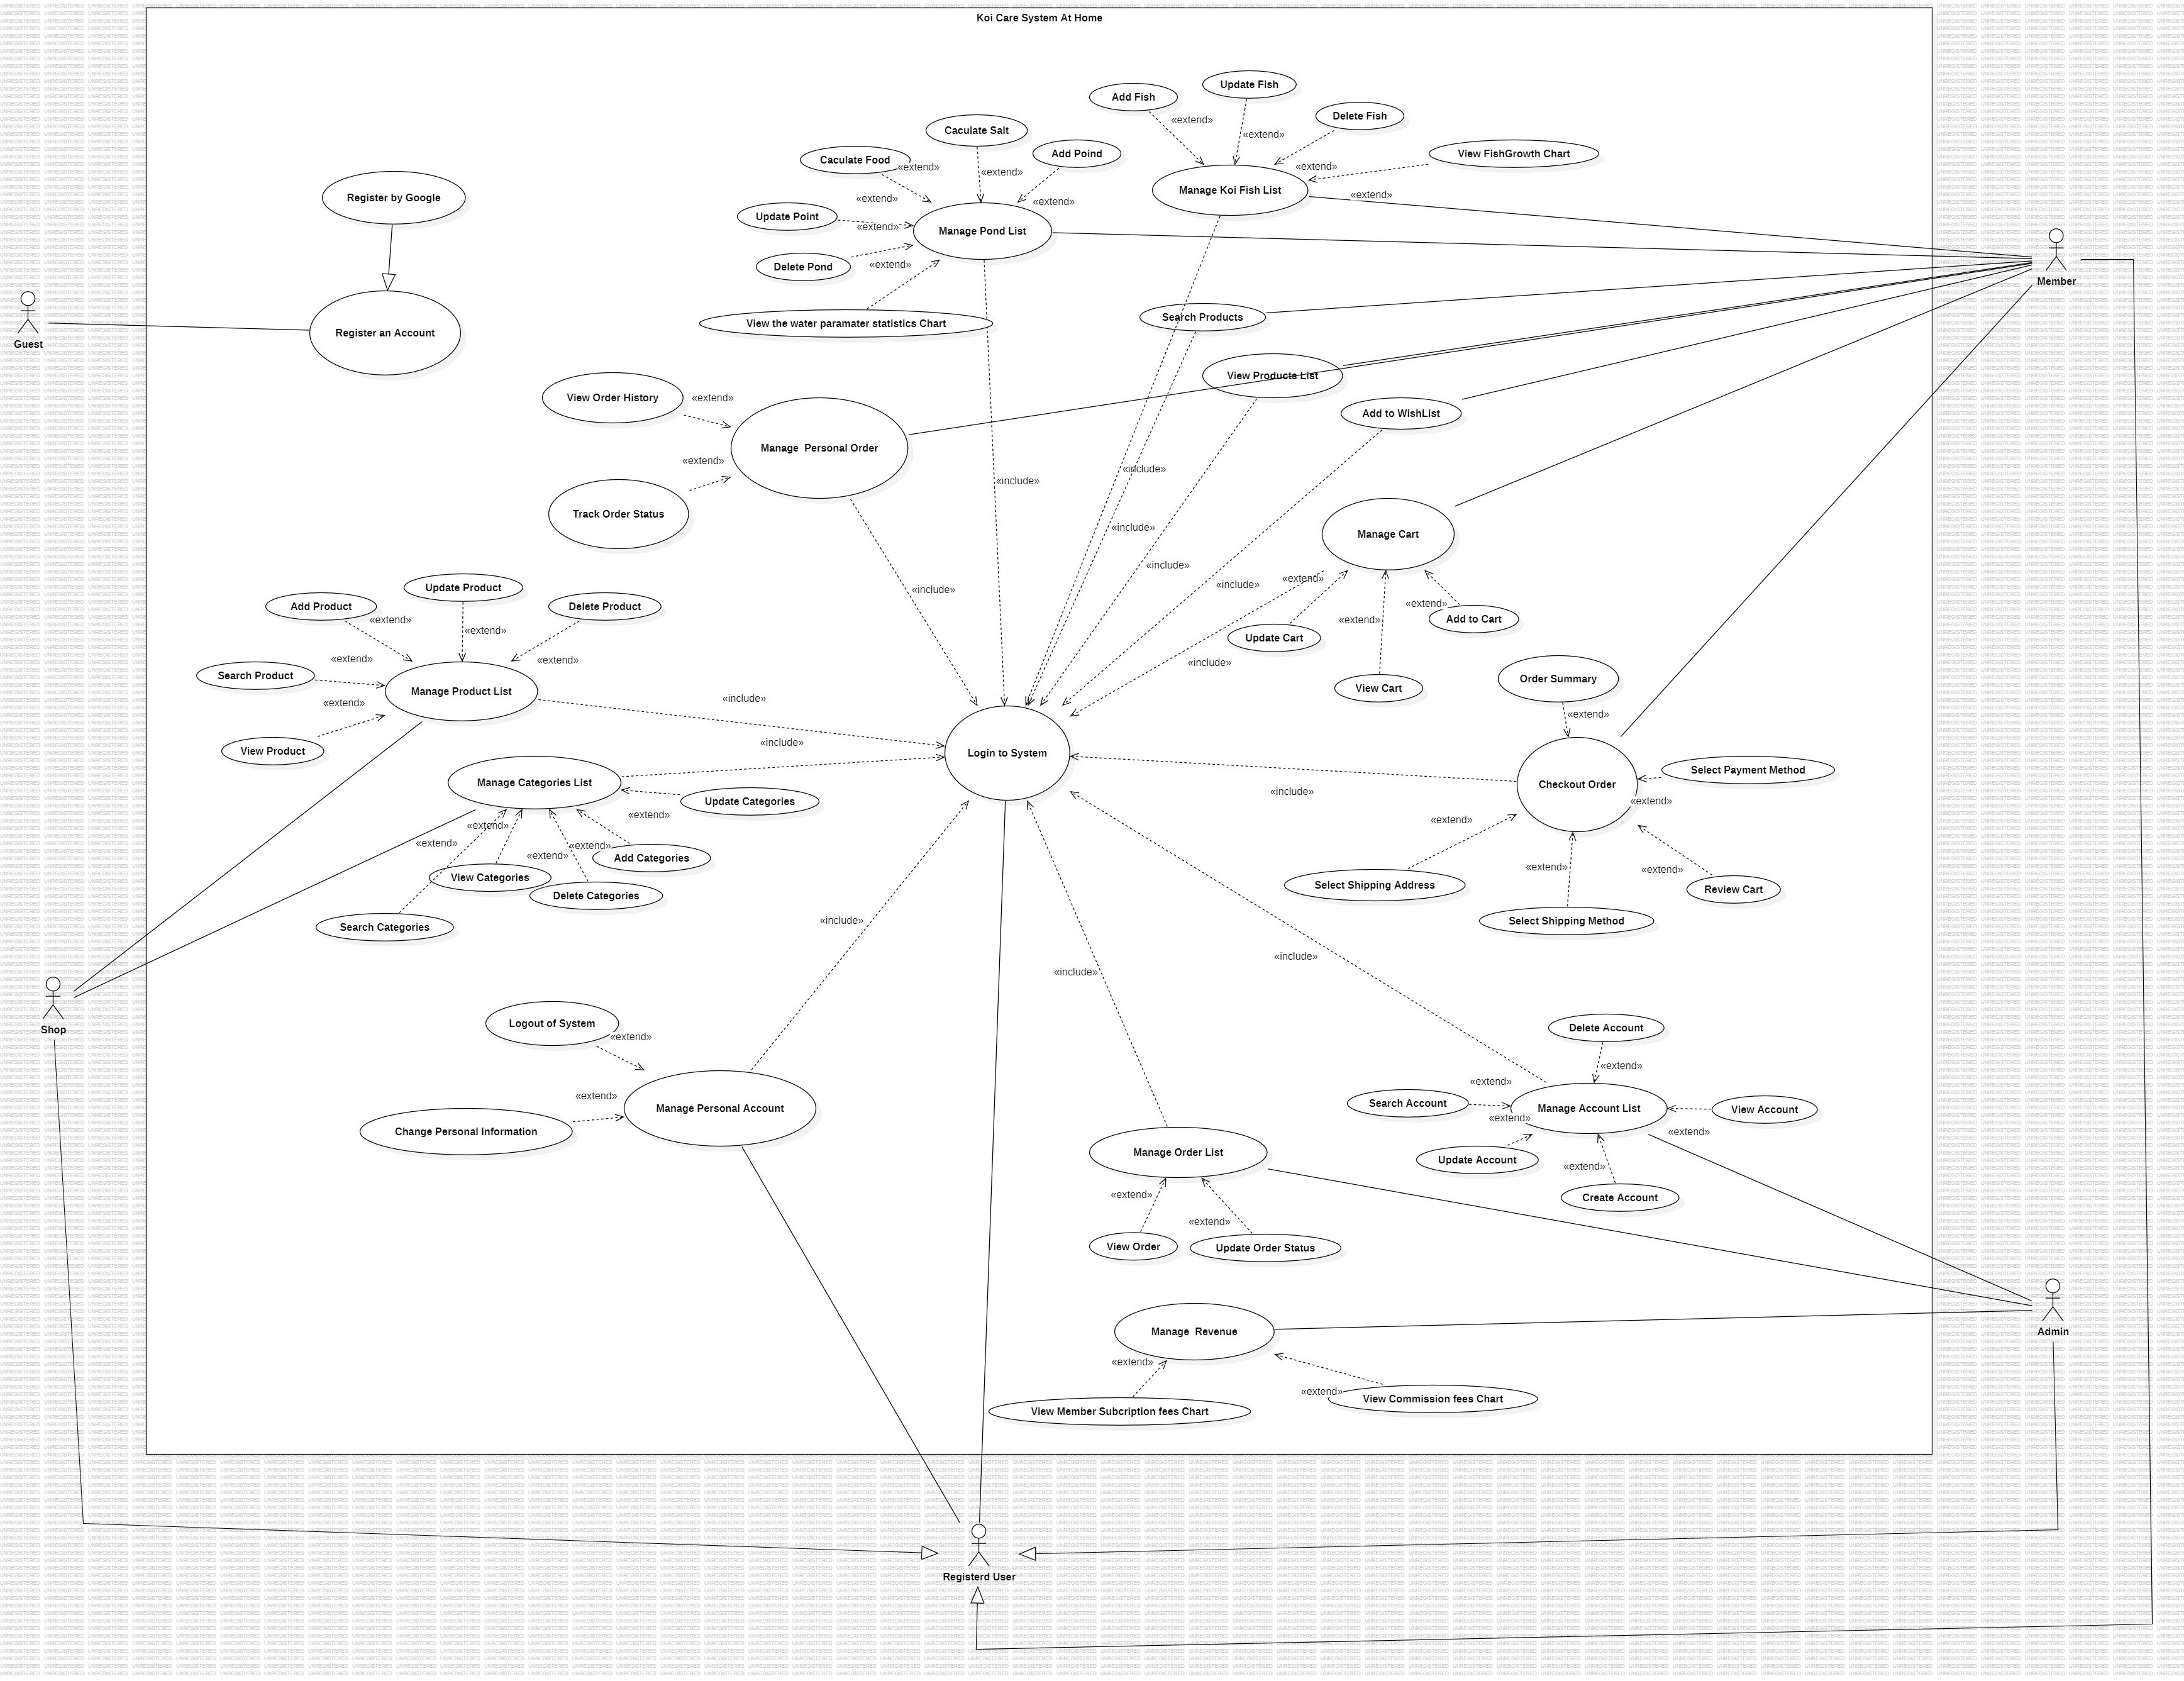 Koi Care System At Home
Update Fish
Add Fish
«extend»
Delete Fish
«extend»
Caculate Salt
Add Poind
View FishGrowth Chart
Caculate Food
«extend»
«extend»
«extend»
Manage Koi Fish List
«extend»
Register by Google
«extend»
«extend»
Update Point
«extend»
Manage Pond List
Delete Pond
«extend»
Member
Search Products
View the water paramater statistics Chart
Register an Account
Guest
View Products List
View Order History
«extend»
Add to WishList
Manage  Personal Order
«extend»
«include»
«include»
Track Order Status
«include»
Manage Cart
«include»
«extend»
«include»
Update Product
«include»
Add Product
Delete Product
«extend»
«extend»
Add to Cart
«extend»
«extend»
Update Cart
«extend»
«extend»
«include»
Search Product
Manage Product List
Order Summary
View Cart
«extend»
«include»
«extend»
«include»
View Product
Login to System
Select Payment Method
Manage Categories List
Checkout Order
«include»
Update Categories
«extend»
«extend»
«extend»
«extend»
«extend»
«extend»
«extend»
Add Categories
«extend»
«extend»
View Categories
Select Shipping Address
Review Cart
Delete Categories
Search Categories
«include»
Select Shipping Method
«include»
«include»
Logout of System
Shop
Delete Account
«extend»
«extend»
«extend»
«extend»
Search Account
Manage Account List
View Account
Manage Personal Account
«extend»
Change Personal Information
«extend»
Manage Order List
Update Account
«extend»
«extend»
Create Account
«extend»
View Order
Update Order Status
Manage  Revenue
Admin
«extend»
«extend»
View Commission fees Chart
View Member Subcription fees Chart
Registerd User
UNREGISTERED